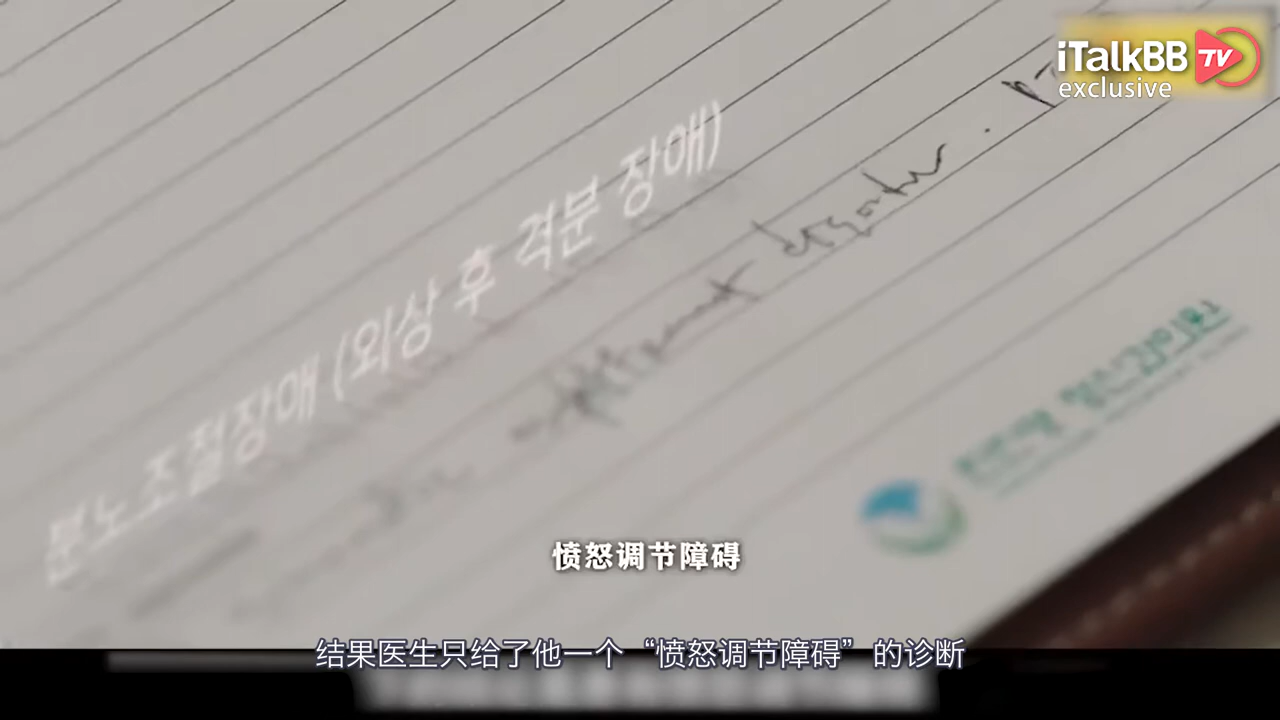 iTalkBB TV
exclusive
분노조절장애 (외상 후 격분 장애)
embitterment disorder.
愤怒调节障碍
结果医生只给了他一个“愤怒调节障碍”的诊断